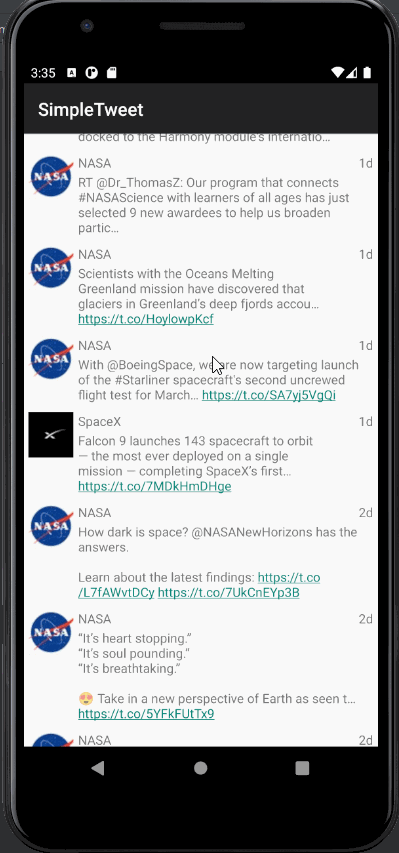 3:35
SimpleTweet
docked to the Harmony module's internatio…
NASA 1d
RT @Dr_ThomasZ: Our program that connects
#NASAScience with learners of all ages has just
selected 9 new awardees to help us broaden
partic…
NASA 1d
Scientists with the Oceans Melting
Greenland mission have discovered that
glaciers in Greenland's deep fjords accou…
https://t.co/HoylowpKcf
NASA 1d
With @BoeingSpace, we are now targeting launch
of the #Starliner spacecraft's second uncrewed
flight test for March… https://t.co/SA7yj5VgQi
SpaceX 1d
Falcon 9 launches 143 spacecraft to orbit
— the most ever deployed on a single
mission — completing SpaceX's first…
https://t.co/7MDkHmDHge
NASA 2d
How dark is space? @NASANewHorizons has the
answers.
Learn about the latest findings: https://t.co
/L7fAWvtDCy https://t.co/7UkCnEYp3B
NASA 2d
“It's heart stopping.”
“It's soul pounding.”
“It's breathtaking.”
😍 Take in a new perspective of Earth as seen t…
https://t.co/5YFkFUtTx9
NASA 2d